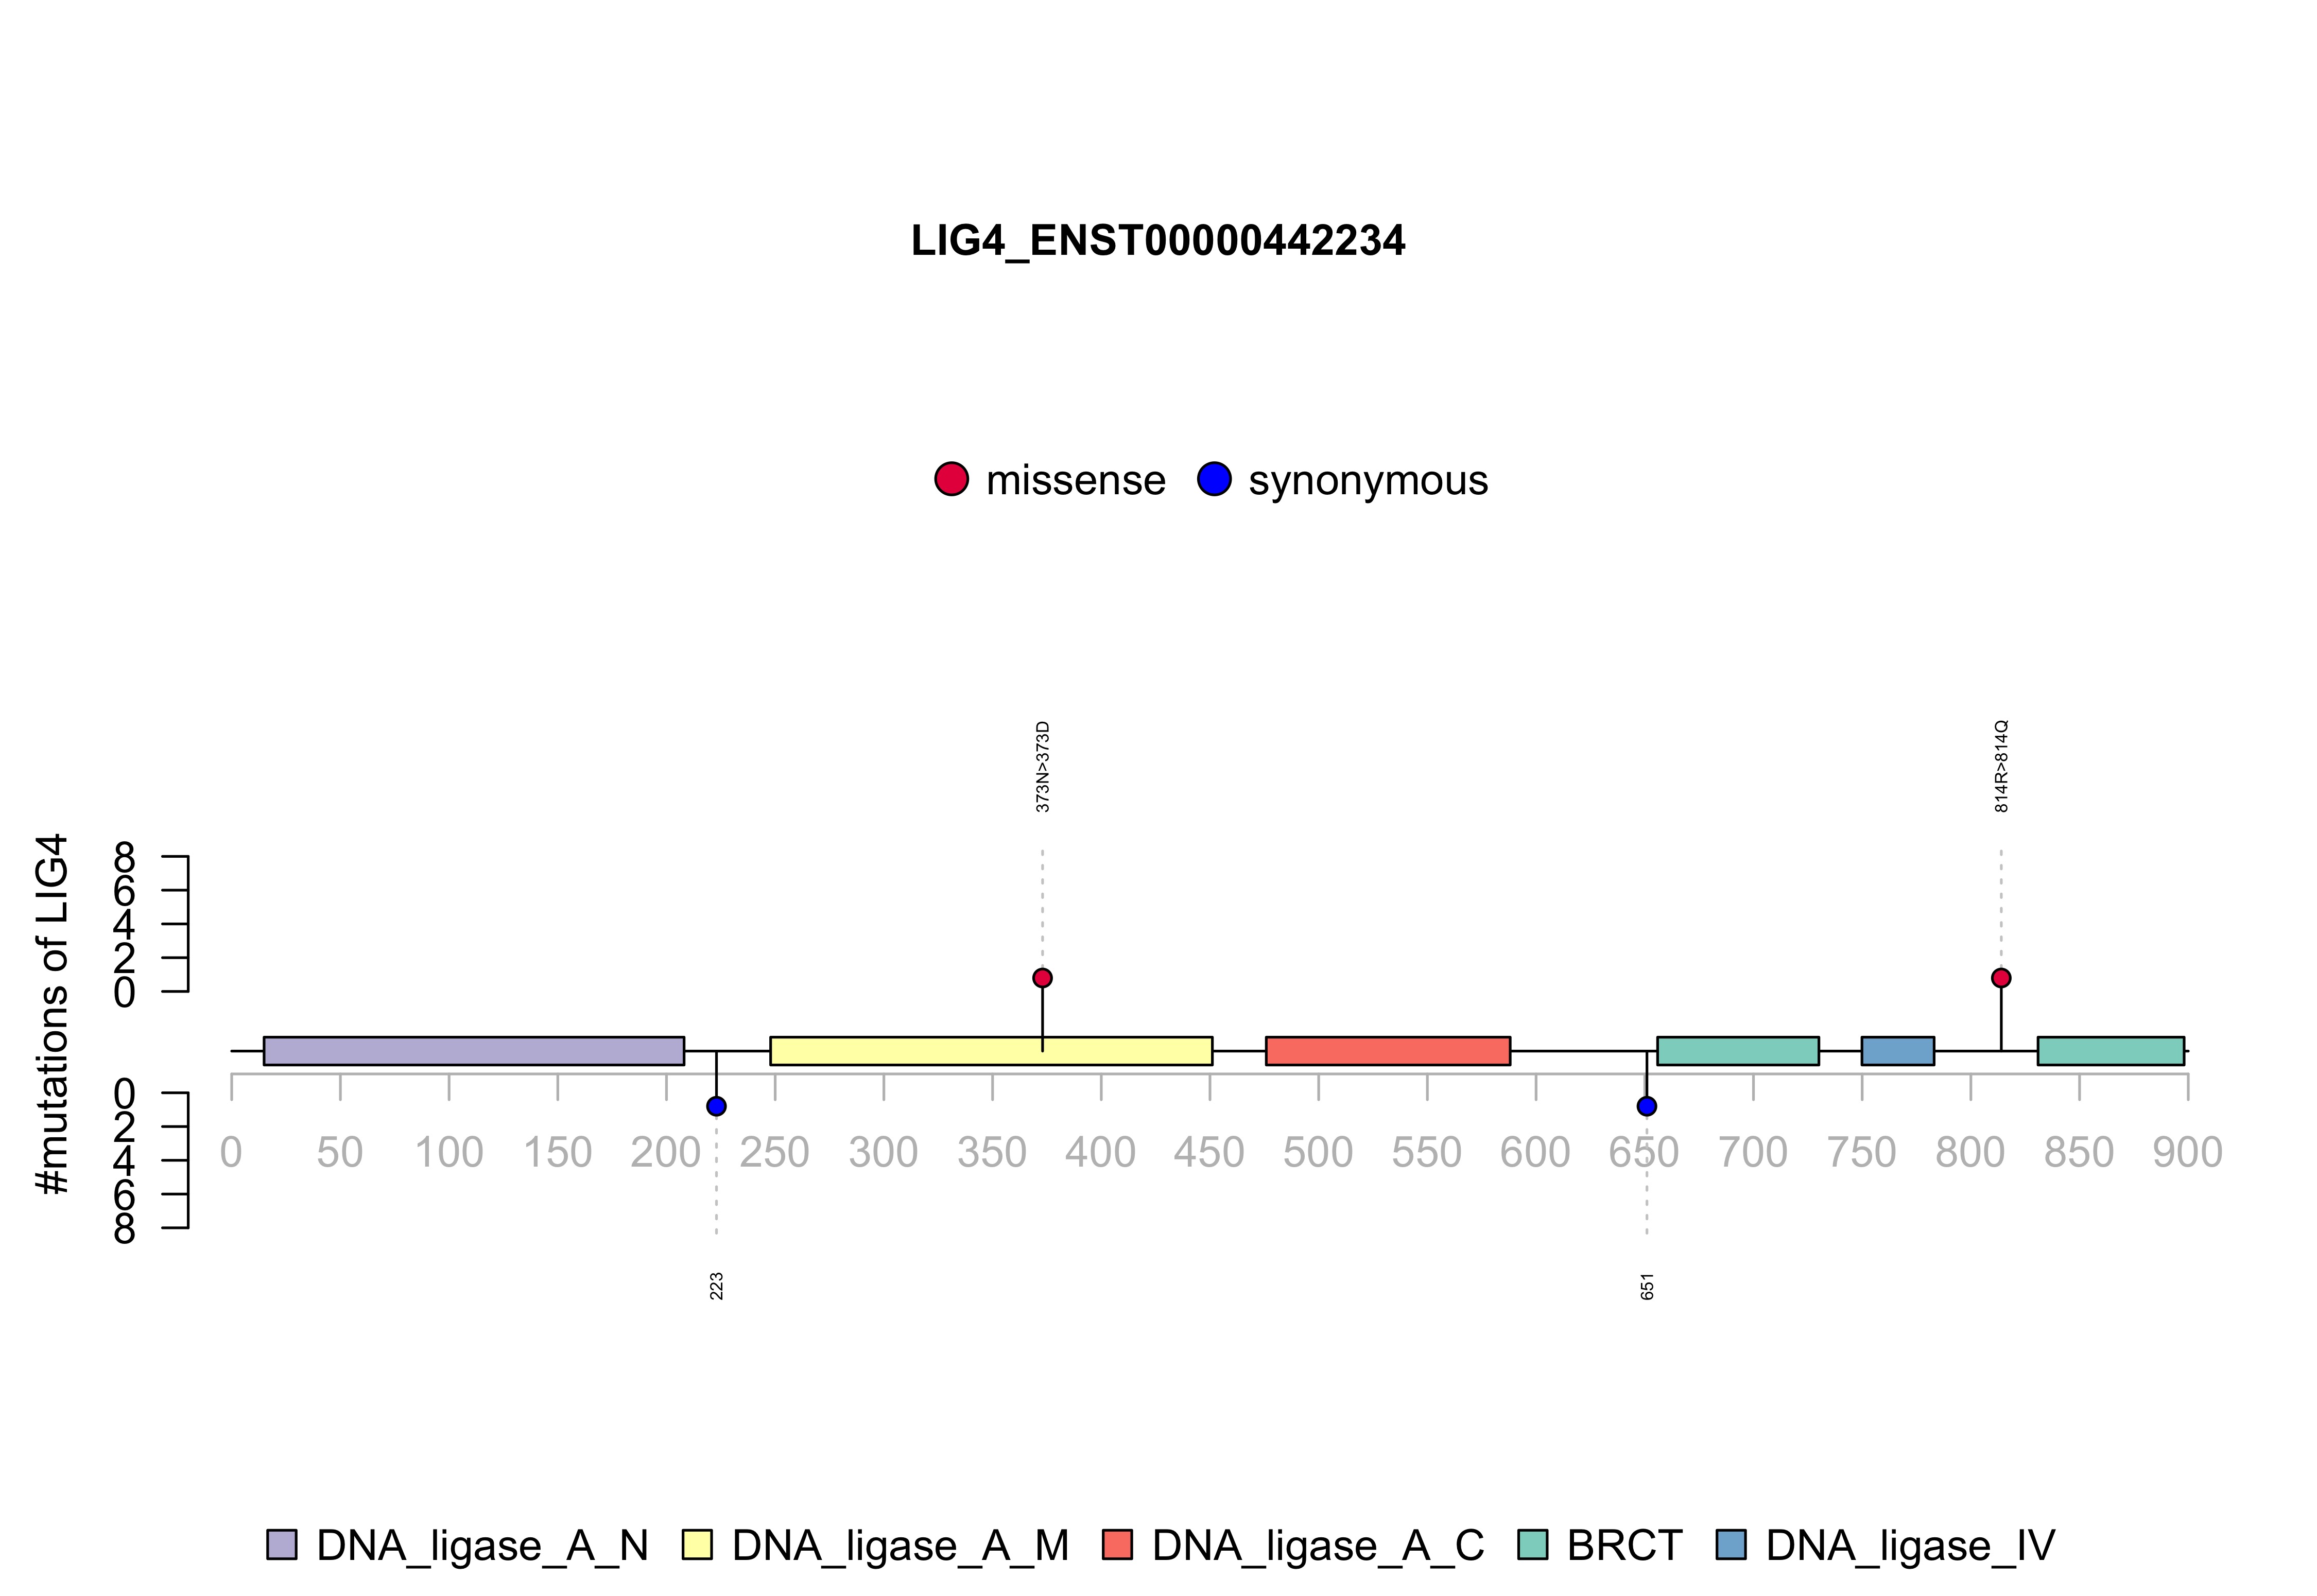 LIG4_ENST00000442234
missense synonymous
373N>373D
814R>814Q
#mutations of LIG4
8
6
4
2
0
0
2
4
6
8
0 50 100 150 200 250 300 350 400 450 500 550 600 650 700 750 800 850 900
223
651
DNA_ligase_A_N DNA_ligase_A_M DNA_ligase_A_C BRCT DNA_ligase_IV